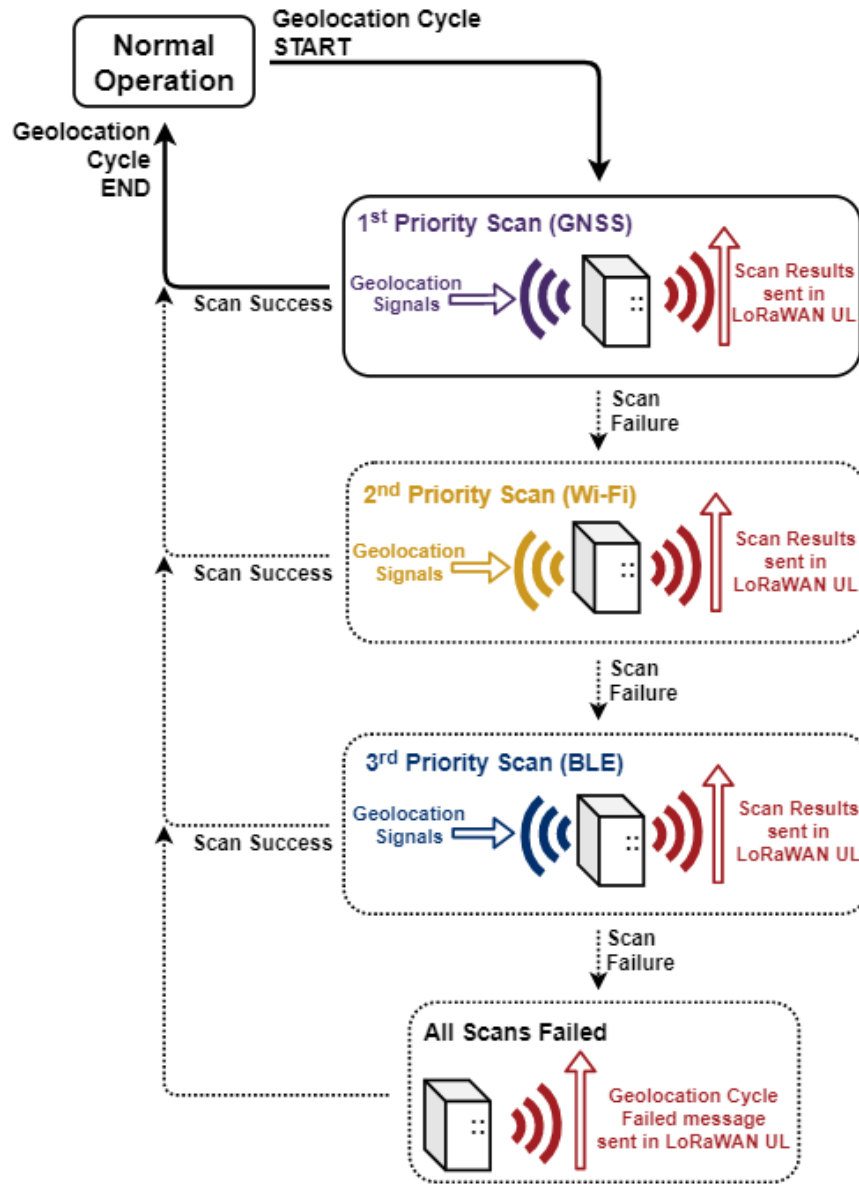 Normal
Operation
Geolocation Cycle
START
Geolocation
Cycle
END
1st Priority Scan (GNSS)
Geolocation
Signals
Scan Results
sent in
LoRaWAN UL
Scan Success
Scan
Failure
2nd Priority Scan (Wi-Fi)
Geolocation
Signals
Scan Results
sent in
LoRaWAN UL
Scan Success
Scan
Failure
3rd Priority Scan (BLE)
Geolocation
Signals
Scan Results
sent in
LoRaWAN UL
Scan Success
Scan
Failure
All Scans Failed
Geolocation Cycle
Failed message
sent in LoRaWAN UL